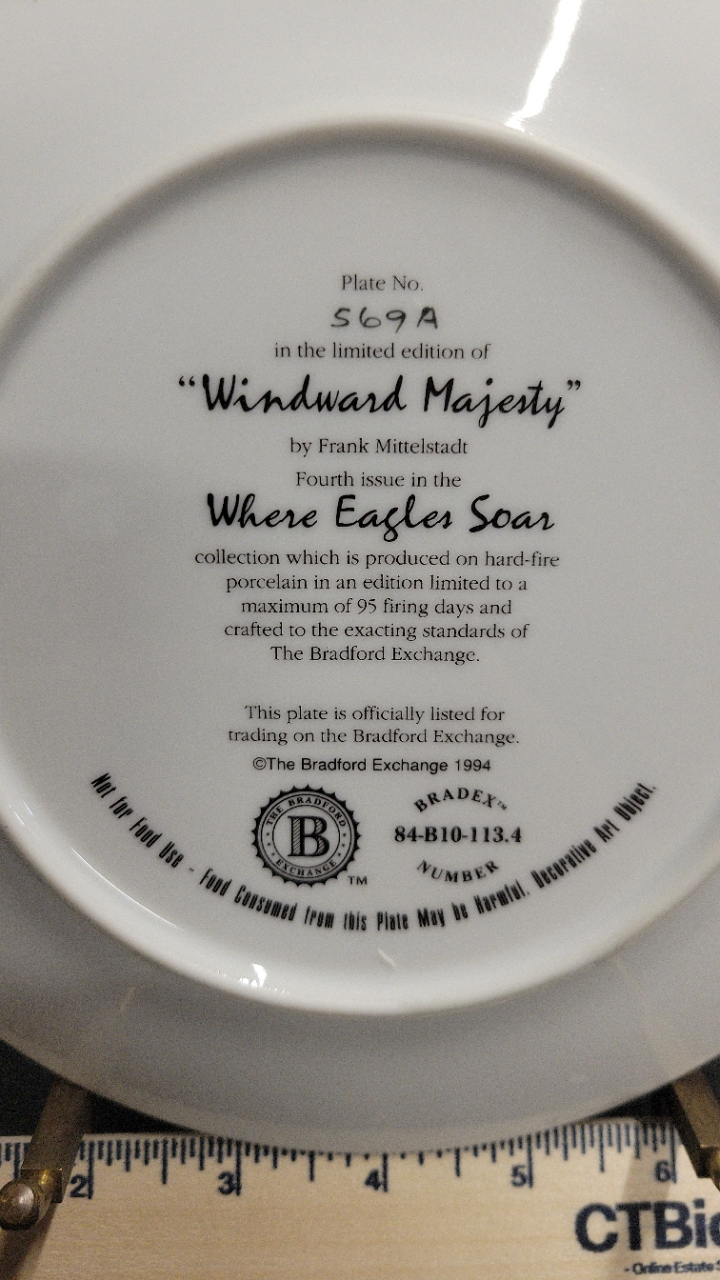 Plate No.
569A
in the limited edition of
“Windward Majesty”
by Frank Mittelstadt
Fourth issue in the
Where Eagles Soar
collection which is produced on hard-fire
porcelain in an edition limited to a
maximum of 95 firing days and
crafted to the exacting standards of
The Bradford Exchange.
This plate is officially listed for
trading on the Bradford Exchange.
©The Bradford Exchange 1994
THE BRADFORD
B
EXCHANGE
TM
BRADEX™
84-B10-113.4
NUMBER
Not for Food Use - Food Consumed from this Plate May be Harmful. Decorative Art Object.
2 3 4 5 6
CTBi
- Online Estate